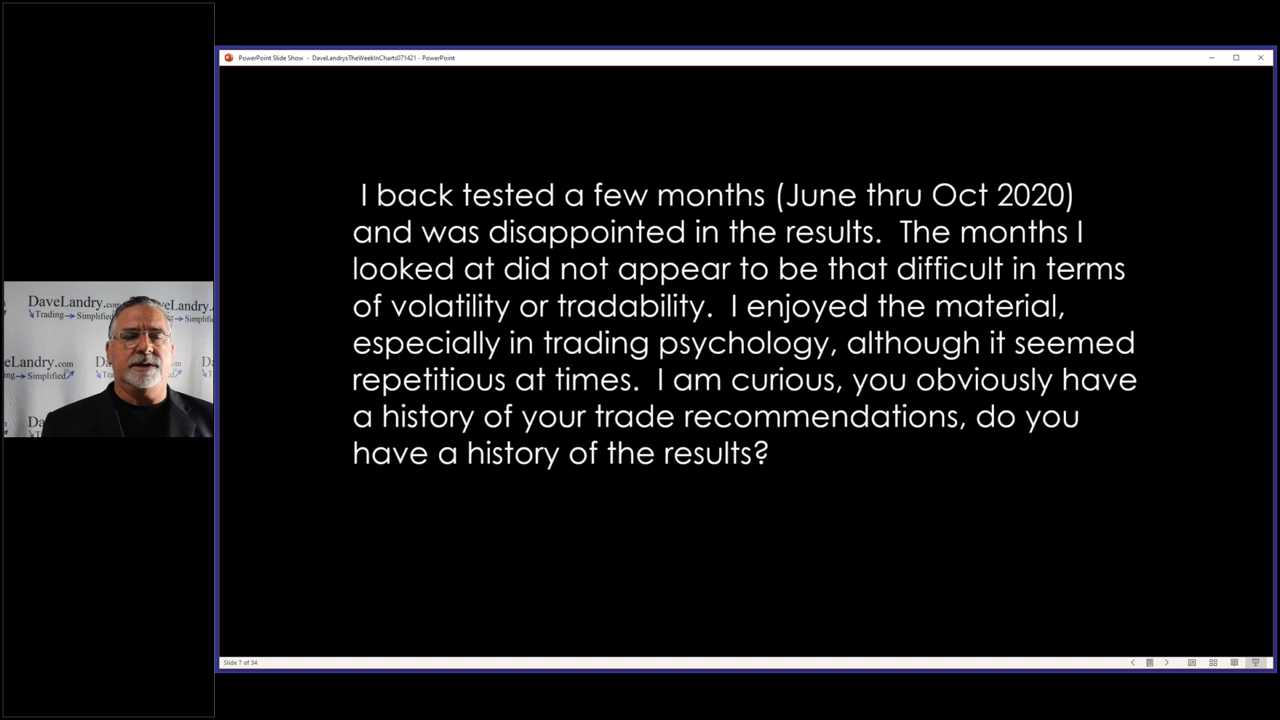 PowerPoint Slide Show - DaveLandrysTheWeekInCharts071421 - PowerPoint
I back tested a few months (June thru Oct 2020)
and was disappointed in the results.  The months I
looked at did not appear to be that difficult in terms
of volatility or tradability.  I enjoyed the material,
especially in trading psychology, although it seemed
repetitious at times.  I am curious, you obviously have
a history of your trade recommendations, do you
have a history of the results?
DaveLandry.com
Trading Simplified
Landry.com
Simplified
Slide 7 of 34